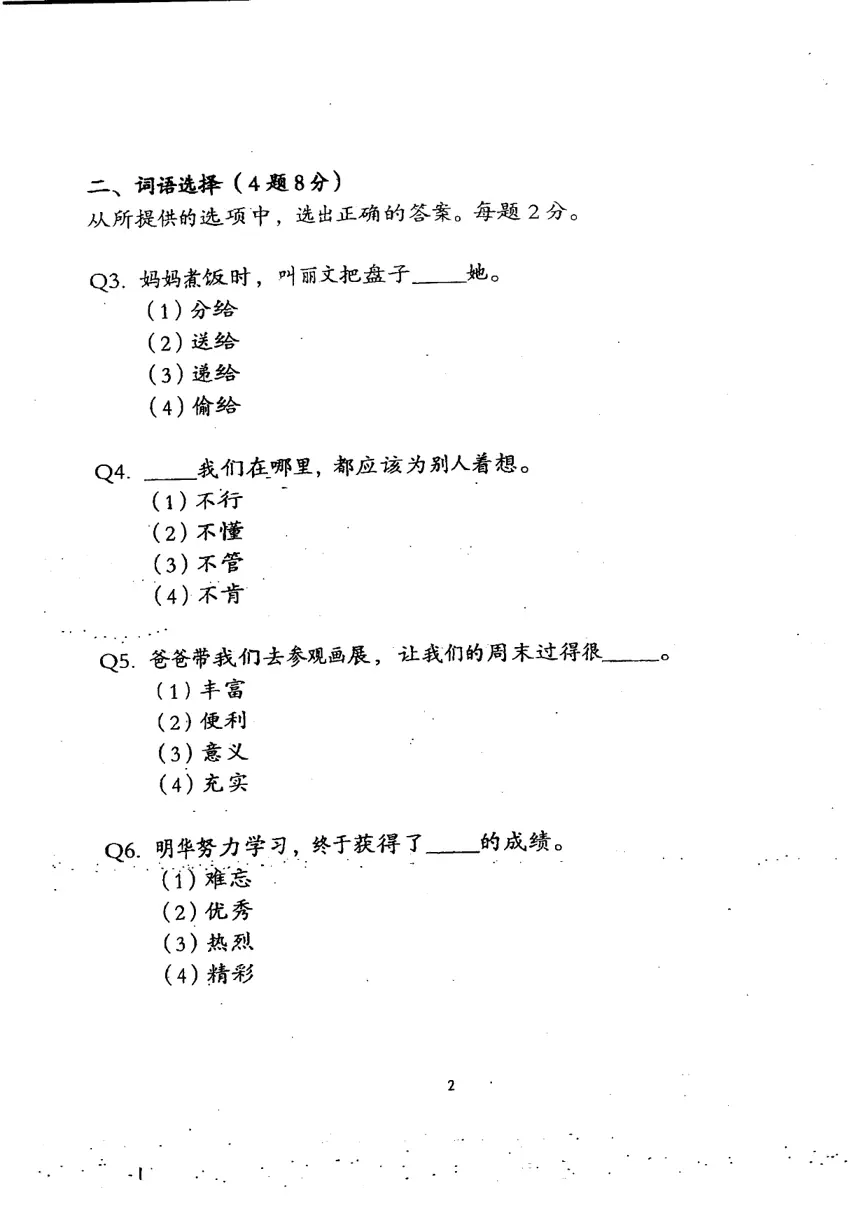 二、词语选择（4题8分）
从所提供的选项中，选出正确的答案。每题2分。
Q3. 妈妈煮饭时，叫丽文把盘子____她。
（1）分给
（2）送给
（3）递给
（4）偷给
Q4. ____我们在哪里，都应该为别人着想。
（1）不行
（2）不懂
（3）不管
（4）不肯
Q5. 爸爸带我们去参观画展，让我们的周末过得很____。
（1）丰富
（2）便利
（3）意义
（4）充实
Q6. 明华努力学习，终于获得了____的成绩。
（1）难忘
（2）优秀
（3）热烈
（4）精彩
2